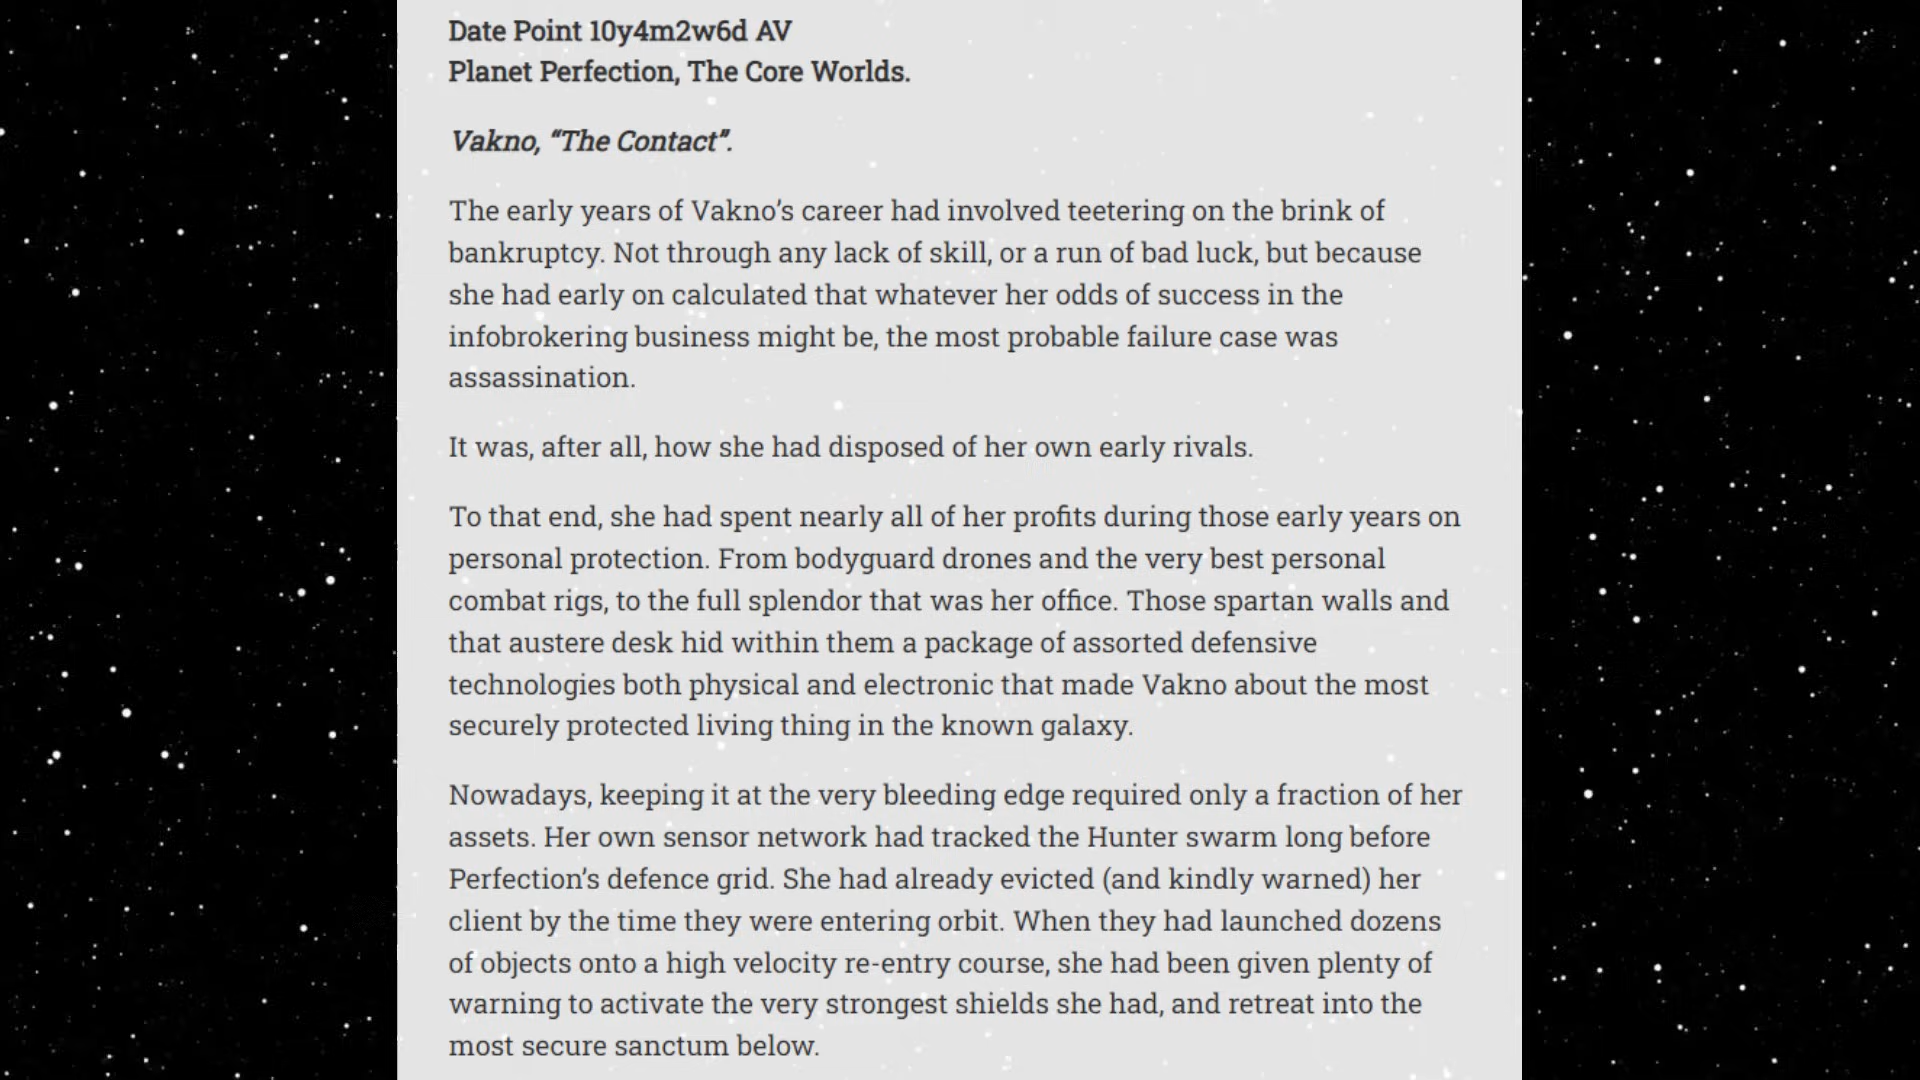 Date Point 10y4m2w6d AV
Planet Perfection, The Core Worlds.
Vakno, “The Contact”.
The early years of Vakno’s career had involved teetering on the brink of
bankruptcy. Not through any lack of skill, or a run of bad luck, but because
she had early on calculated that whatever her odds of success in the
infobrokering business might be, the most probable failure case was
assassination.
It was, after all, how she had disposed of her own early rivals.
To that end, she had spent nearly all of her profits during those early years on
personal protection. From bodyguard drones and the very best personal
combat rigs, to the full splendor that was her office. Those spartan walls and
that austere desk hid within them a package of assorted defensive
technologies both physical and electronic that made Vakno about the most
securely protected living thing in the known galaxy.
Nowadays, keeping it at the very bleeding edge required only a fraction of her
assets. Her own sensor network had tracked the Hunter swarm long before
Perfection’s defence grid. She had already evicted (and kindly warned) her
client by the time they were entering orbit. When they had launched dozens
of objects onto a high velocity re-entry course, she had been given plenty of
warning to activate the very strongest shields she had, and retreat into the
most secure sanctum below.